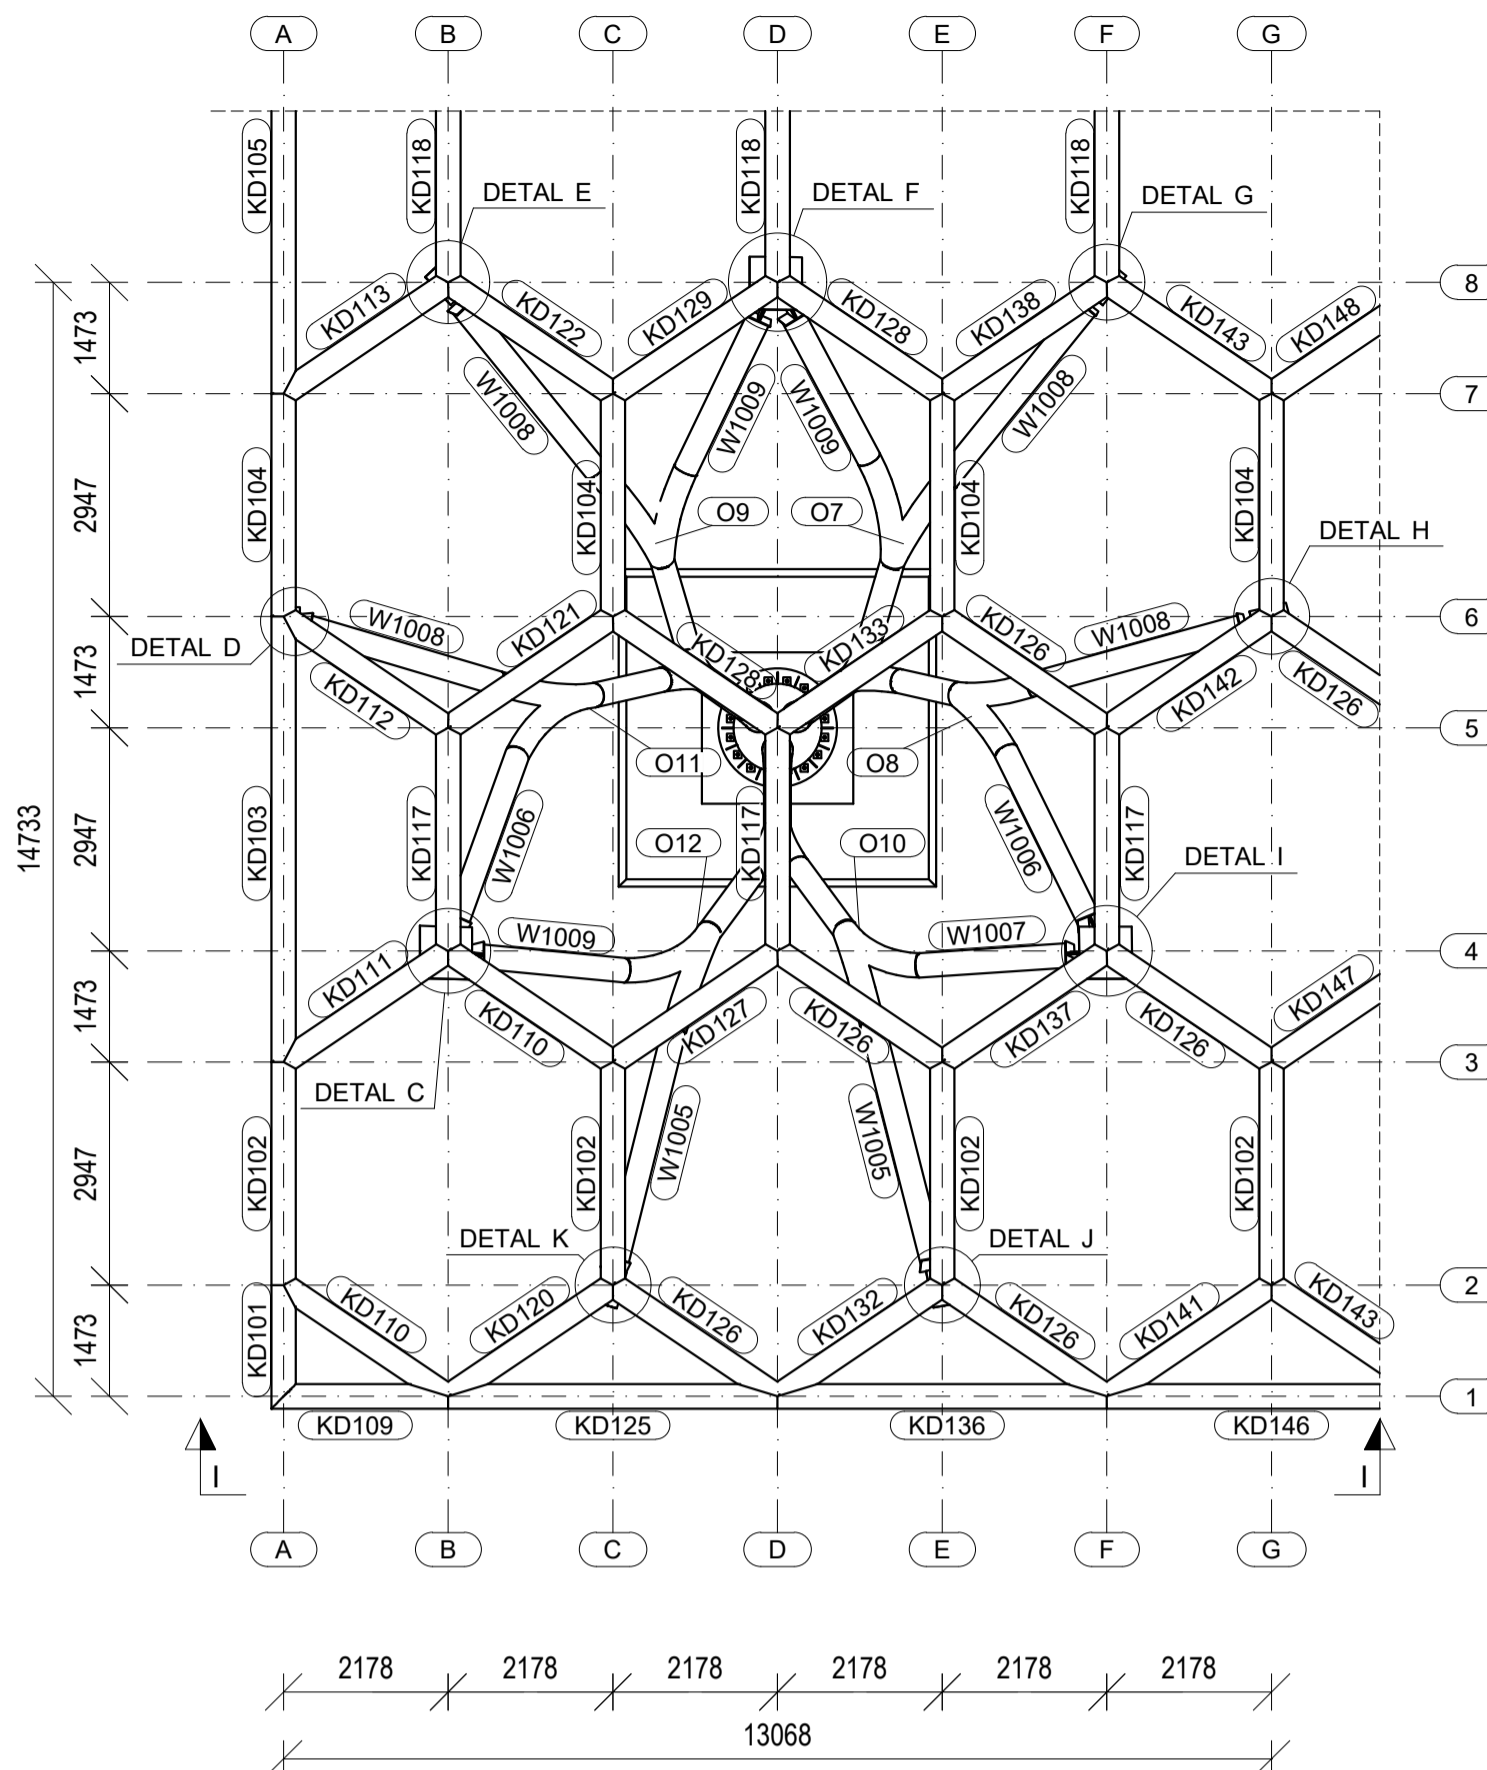 A B C D E F G
KD105 KD118 KD118 KD118
DETAL E DETAL F DETAL G
8
KD113 KD122 KD129 KD128 KD138 KD143 KD148
1473
7
W1008 W1009 W1009 W1008
KD104 KD104 KD104 KD104
2947
O9 O7
DETAL H
6
W1008 KD121 KD128 KD133 KD126 W1008
DETAL D
1473
KD112 KD142 KD126
5
O11 O8
14733
2947
KD103 KD117 W1006 KD117 W1006 KD117
O12 O10
DETAL I
W1009 W1007
4
KD111 KD110 KD127 KD126 KD137 KD126 KD147
1473
3
DETAL C
W1005 W1005
2947
KD102 KD102 KD102 KD102
DETAL K DETAL J
2
KD101 KD110 KD120 KD126 KD132 KD126 KD141 KD143
1473
1
KD109 KD125 KD136 KD146
I I
A B C D E F G
2178 2178 2178 2178 2178 2178
13068